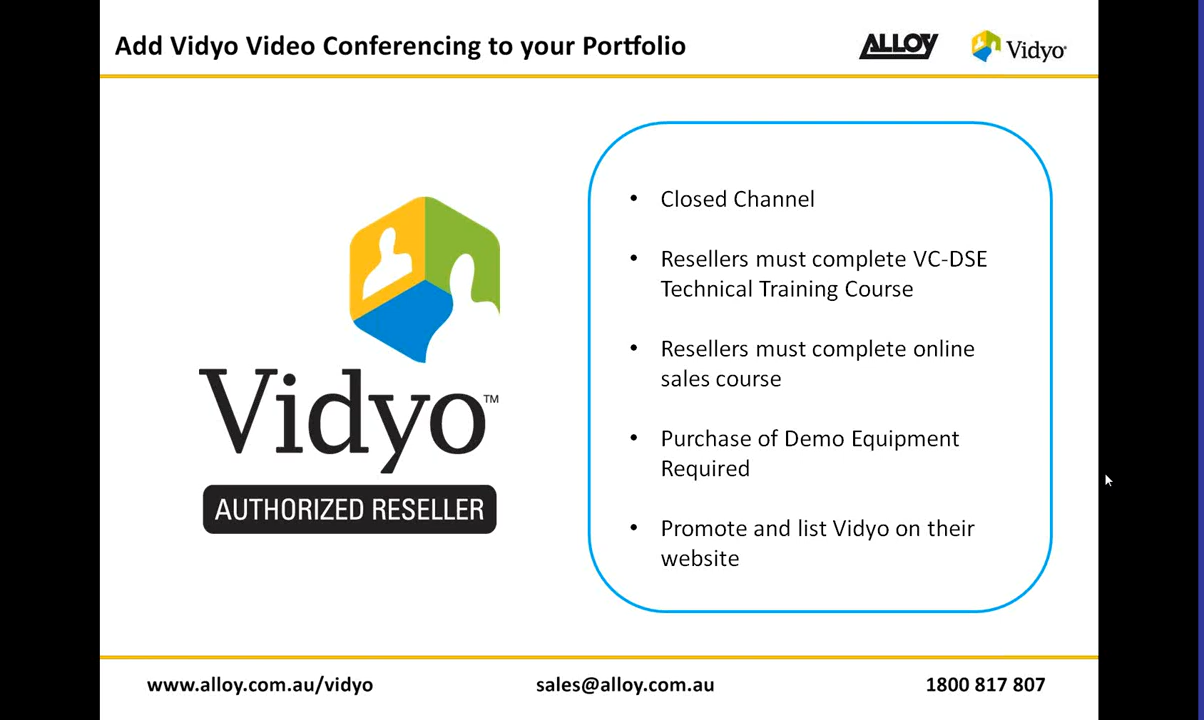 Add Vidyo Video Conferencing to your Portfolio
ALLOY
Vidyo
Vidyo™
AUTHORIZED RESELLER
• Closed Channel
• Resellers must complete VC-DSE
Technical Training Course
• Resellers must complete online
sales course
• Purchase of Demo Equipment
Required
• Promote and list Vidyo on their
website
www.alloy.com.au/vidyo
sales@alloy.com.au
1800 817 807